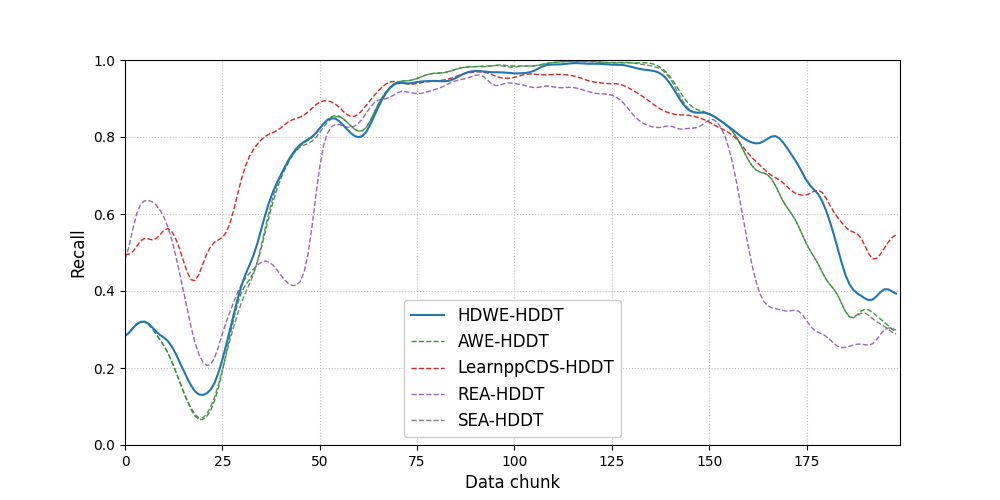 1.0
0.8
0.6
0.4
0.2
0.0
Recall
HDWE-HDDT
AWE-HDDT
LearnppCDS-HDDT
REA-HDDT
SEA-HDDT
0 25 50 75 100 125 150 175
Data chunk